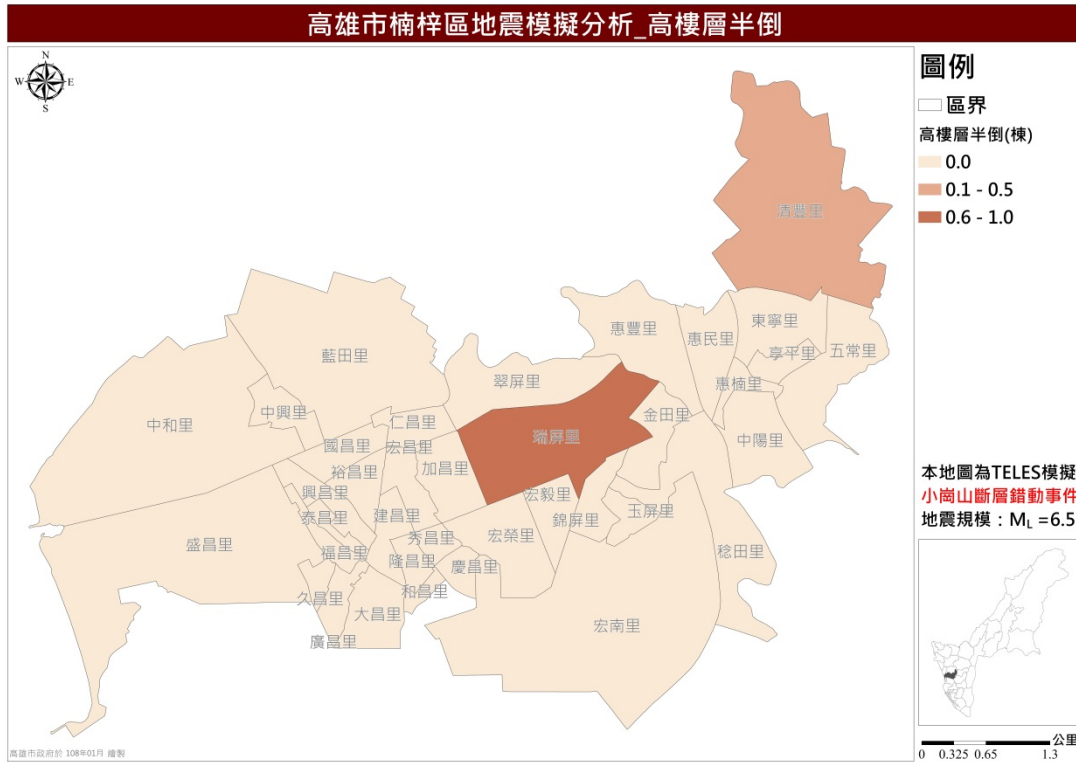 高雄市楠梓區地震模擬分析_高樓層半倒
N
W
E
S
圖例
區界
高樓層半倒(棟)
0.0
0.1 - 0.5
0.6 - 1.0
清豐里
東寧里
惠豐里
惠民里
五常里
享平里
藍田里
翠屏里
惠楠里
中興里
仁昌里
金田里
中和里
瑞屏里
中陽里
國昌里
宏昌里
加昌里
裕昌里
興昌里
宏毅里
泰昌里
建昌里
錦屏里
玉屏里
盛昌里
秀昌里
宏榮里
福昌里
隆昌里
慶昌里
稔田里
久昌里
和昌里
大昌里
宏南里
廣昌里
本地圖為TELES模擬
小崗山斷層錯動事件
地震規模：ML =6.5
公里
0 0.325 0.65 1.3
高雄市政府於 108年01月 繪製